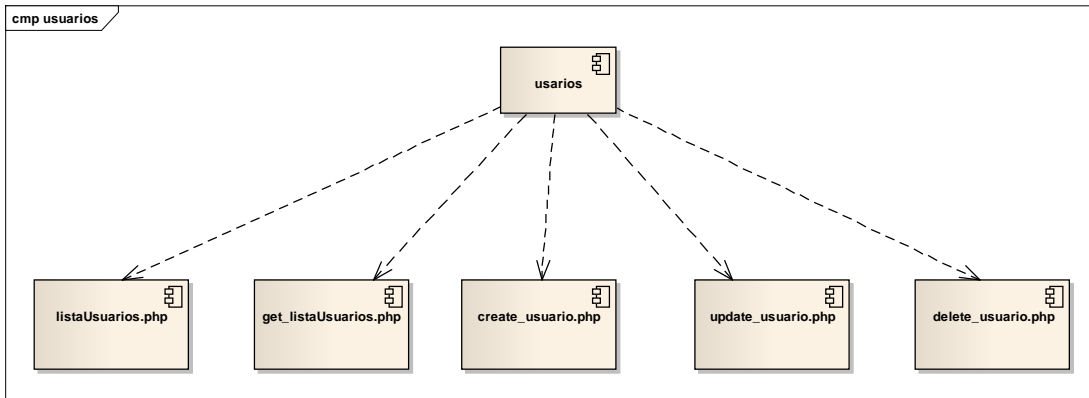 cmp usuarios
usarios
listaUsuarios.php
get_listaUsuarios.php
create_usuario.php
update_usuario.php
delete_usuario.php